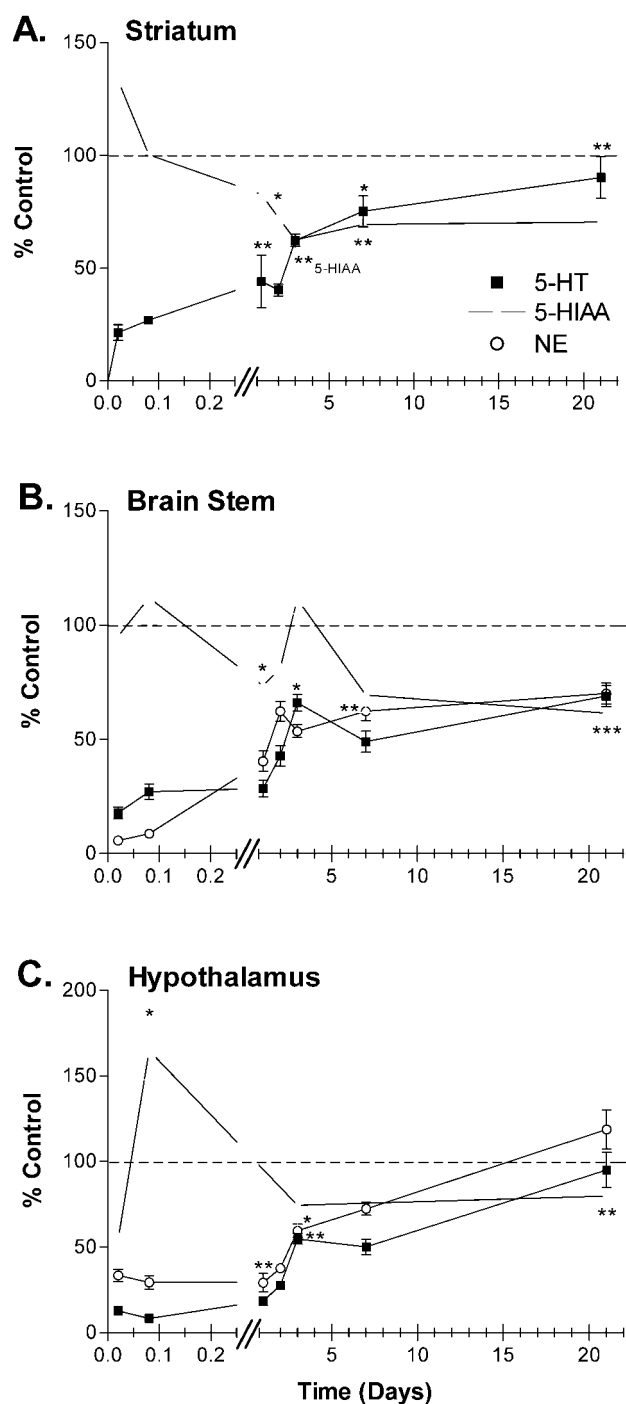 A. Striatum
150
**
100
*
*
**
**
50
**5-HIAA
■ 5-HT
5-HIAA
○ NE
0
0.0 0.1 0.2 5 10 15 20
% Control
B. Brain Stem
150
100
*
*
**
50
***
0
0.0 0.1 0.2 5 10 15 20
% Control
C. Hypothalamus
200
*
150
100
*
**
**
**
50
0
0.0 0.1 0.2 5 10 15 20
% Control
Time (Days)